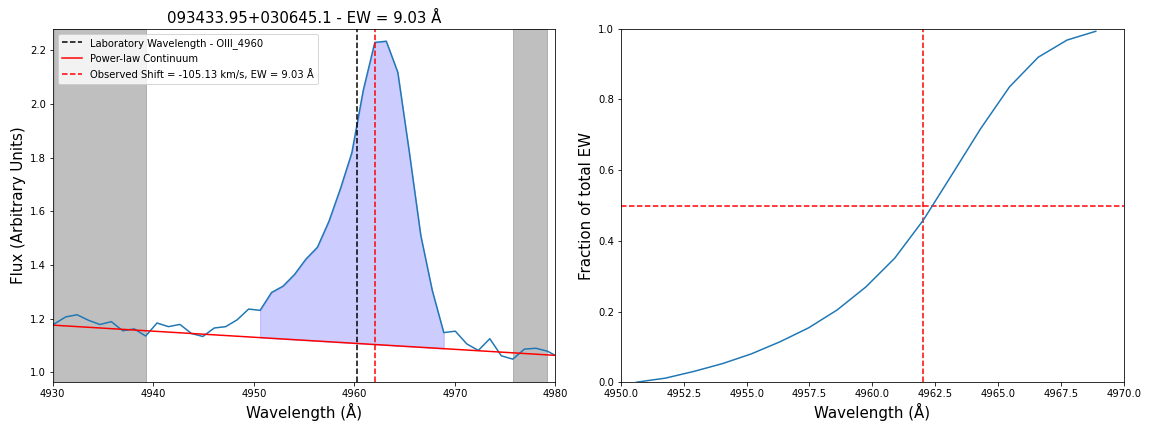 093433.95+030645.1 - EW = 9.03 Å
Laboratory Wavelength - OIII_4960
Power-law Continuum
Observed Shift = -105.13 km/s, EW = 9.03 Å
Flux (Arbitrary Units)
2.2
2.0
1.8
1.6
1.4
1.2
1.0
4930 4940 4950 4960 4970 4980
Wavelength (Å)
Fraction of total EW
1.0
0.8
0.6
0.4
0.2
0.0
4950.0 4952.5 4955.0 4957.5 4960.0 4962.5 4965.0 4967.5 4970.0
Wavelength (Å)